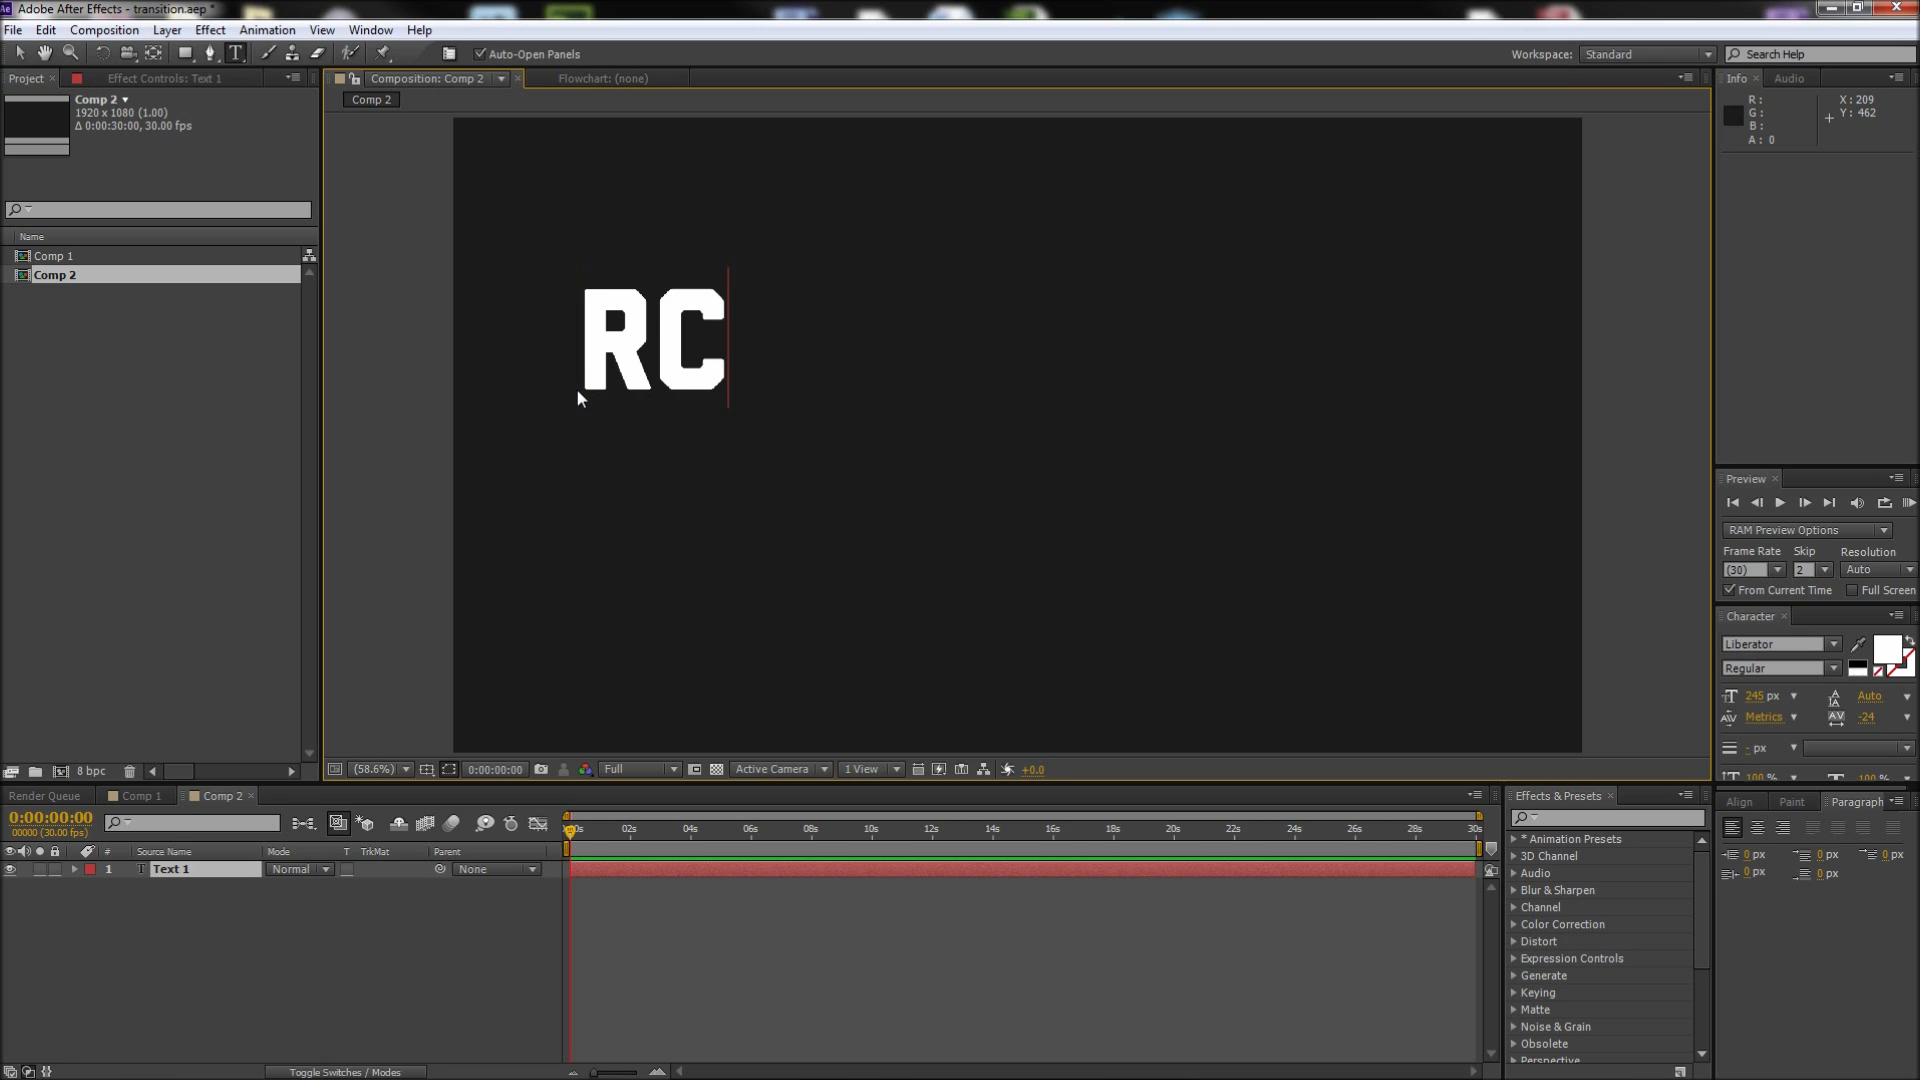 Adobe After Effects - transition.aep *
File Edit Composition Layer Effect Animation View Window Help
Auto-Open Panels
Workspace: Standard
Search Help
Project
Effect Controls: Text 1
Composition: Comp 2
Flowchart: (none)
Info
Audio
Comp 2
1920 x 1080 (1.00)
Δ 0:00:30:00, 30.00 fps
Comp 2
R:
G:
B:
A: 0
X: 209
Y: 462
Name
Comp 1
Comp 2
RC
Preview
RAM Preview Options
Frame Rate Skip Resolution
(30) 2 Auto
From Current Time Full Screen
Character
Liberator
Regular
245 px Auto
Metrics -24
- px
100 % 100 %
8 bpc
(58.6%) 0:00:00:00 Full Active Camera 1 View +0.0
Render Queue Comp 1 Comp 2
0:00:00:00
00000 (30.00 fps)
02s 04s 06s 08s 10s 12s 14s 16s 18s 20s 22s 24s 26s 28s 30s
# Source Name Mode T TrkMat Parent
1 T Text 1 Normal None
Toggle Switches / Modes
Effects & Presets
* Animation Presets
3D Channel
Audio
Blur & Sharpen
Channel
Color Correction
Distort
Expression Controls
Generate
Keying
Matte
Noise & Grain
Obsolete
Perspective
Align Paint Paragraph
0 px 0 px 0 px
0 px 0 px